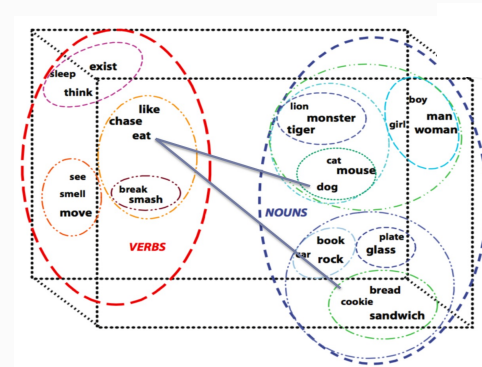 sleep
exist
think
like
chase
eat
see
smell
move
break
smash
VERBS
lion
monster
tiger
cat
mouse
dog
boy
man
girl
woman
NOUNS
book
car
rock
plate
glass
bread
cookie
sandwich